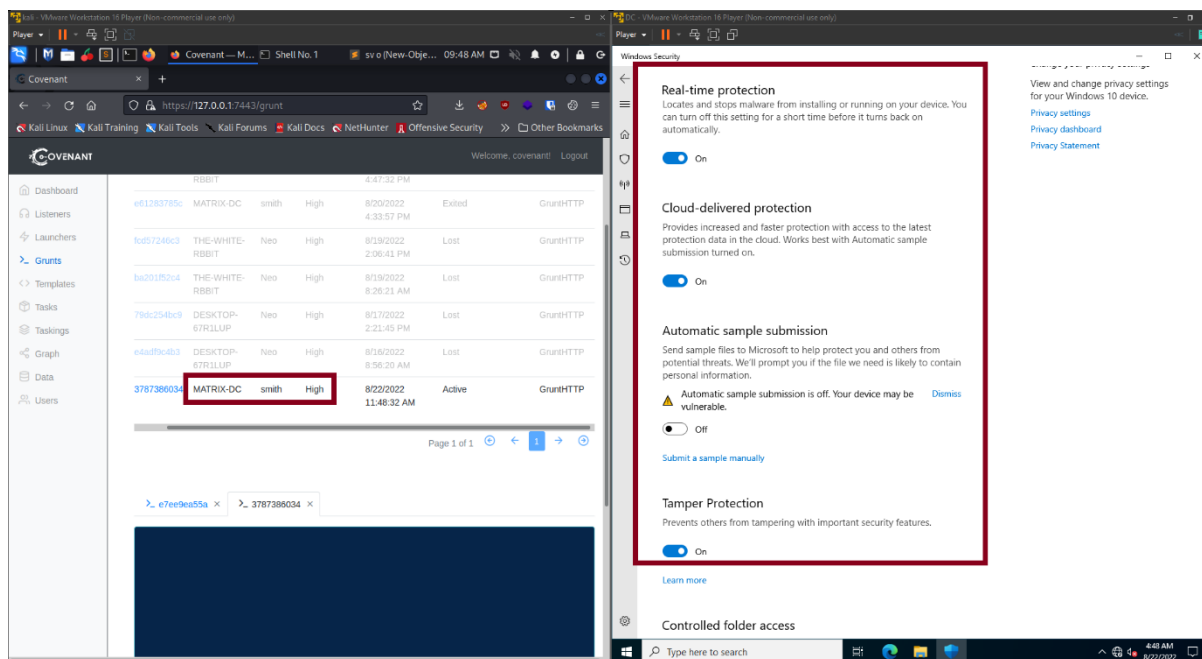 kali - VMware Workstation 16 Player (Non-commercial use only)
Player
Covenant — M... Shell No. 1 sv o (New-Obje... 09:48 AM
Covenant
https://127.0.0.1:7443/grunt
Kali Linux Kali Training Kali Tools Kali Forums Kali Docs NetHunter Offensive Security Other Bookmarks
COVENANT
Welcome, covenant! Logout
Dashboard
Listeners
Launchers
Grunts
Templates
Tasks
Taskings
Graph
Data
Users
RBBIT 4:47:32 PM
e61283785c MATRIX-DC smith High 8/20/2022 Exited GruntHTTP
4:33:57 PM
fcd57246c3 THE-WHITE- Neo High 8/19/2022 Lost GruntHTTP
RBBIT 2:06:41 PM
ba201f52c4 THE-WHITE- Neo High 8/19/2022 Lost GruntHTTP
RBBIT 8:26:21 AM
79dc254bc9 DESKTOP- Neo High 8/17/2022 Lost GruntHTTP
67R1LUP 2:21:45 PM
e4adf9c4b3 DESKTOP- Neo High 8/16/2022 Lost GruntHTTP
67R1LUP 8:56:20 AM
3787386034 MATRIX-DC smith High 8/22/2022 Active GruntHTTP
11:48:32 AM
Page 1 of 1 1
e7ee9ea55a × 3787386034 ×
DC - VMware Workstation 16 Player (Non-commercial use only)
Player
Windows Security
Real-time protection
Locates and stops malware from installing or running on your device. You
can turn off this setting for a short time before it turns back on
automatically.
On
Cloud-delivered protection
Provides increased and faster protection with access to the latest
protection data in the cloud. Works best with Automatic sample
submission turned on.
On
Automatic sample submission
Send sample files to Microsoft to help protect you and others from
potential threats. We'll prompt you if the file we need is likely to contain
personal information.
Automatic sample submission is off. Your device may be Dismiss
vulnerable.
Off
Submit a sample manually
Tamper Protection
Prevents others from tampering with important security features.
On
Learn more
Controlled folder access
View and change privacy settings
for your Windows 10 device.
Privacy settings
Privacy dashboard
Privacy Statement
Type here to search
4:48 AM
8/22/2022